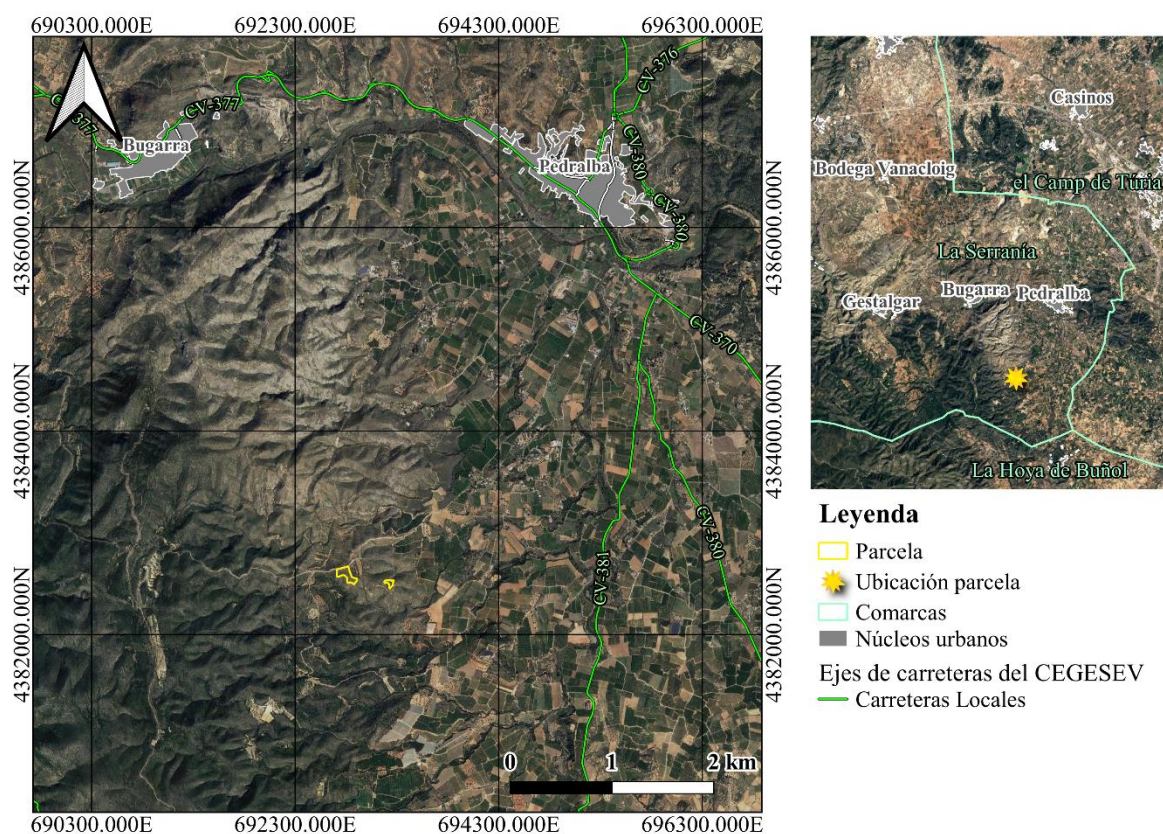 690300.000E 692300.000E 694300.000E 696300.000E
CV-377
CV-377
Bugarra
CV-376
CV-380
Pedralba
CV-380
CV-370
CV-381
CV-380
4386000.000N
4384000.000N
4382000.000N
4386000.000N
4384000.000N
4382000.000N
0 1 2 km
690300.000E 692300.000E 694300.000E 696300.000E
Casinos
Bodega Vanacloig
el Camp de Túria
La Serranía
Bugarra
Pedralba
Gestalgar
La Hoya de Buñol
Leyenda
Parcela
Ubicación parcela
Comarcas
Núcleos urbanos
Ejes de carreteras del CEGESEV
Carreteras Locales